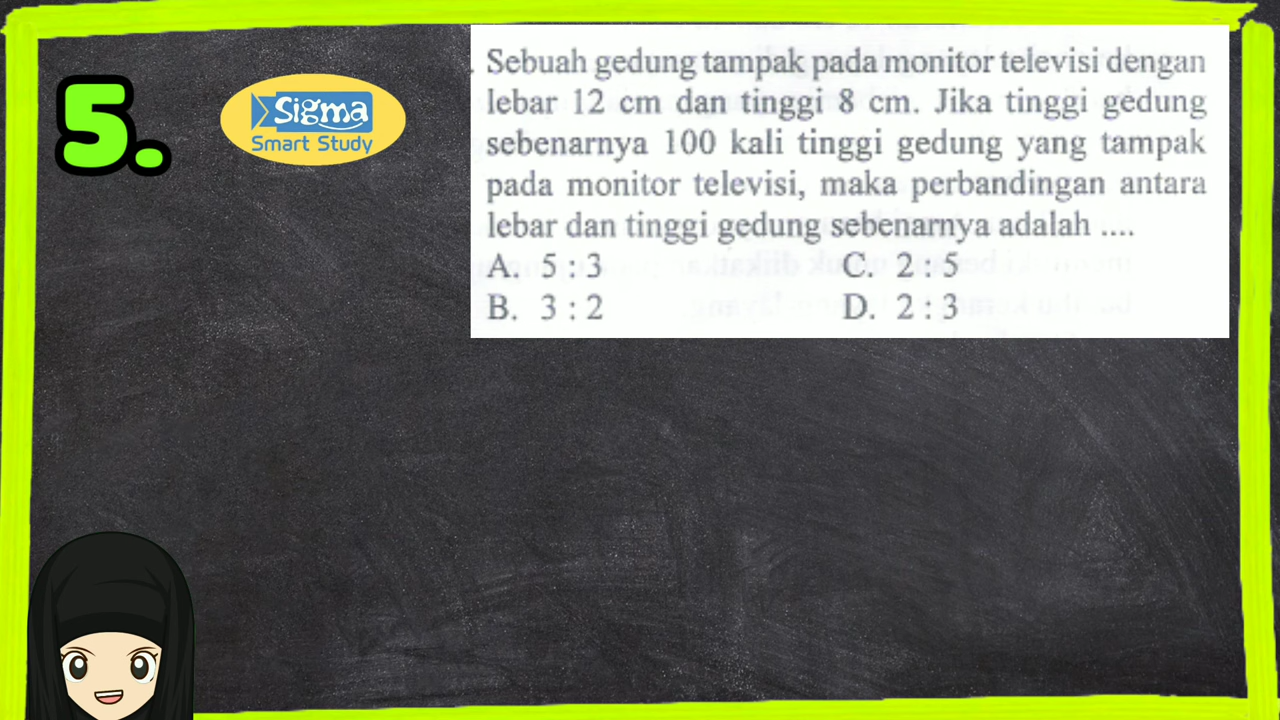 5.
Sigma
Smart Study
Sebuah gedung tampak pada monitor televisi dengan
lebar 12 cm dan tinggi 8 cm. Jika tinggi gedung
sebenarnya 100 kali tinggi gedung yang tampak
pada monitor televisi, maka perbandingan antara
lebar dan tinggi gedung sebenarnya adalah ....
A. 5 : 3 C. 2 : 5
B. 3 : 2 D. 2 : 3